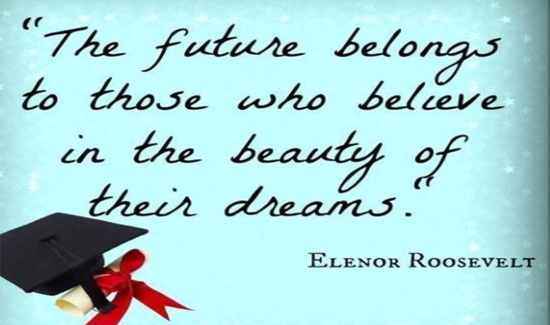 “The future belongs
to those who believe
in the beauty of
their dreams.“
Elenor Roosevelt